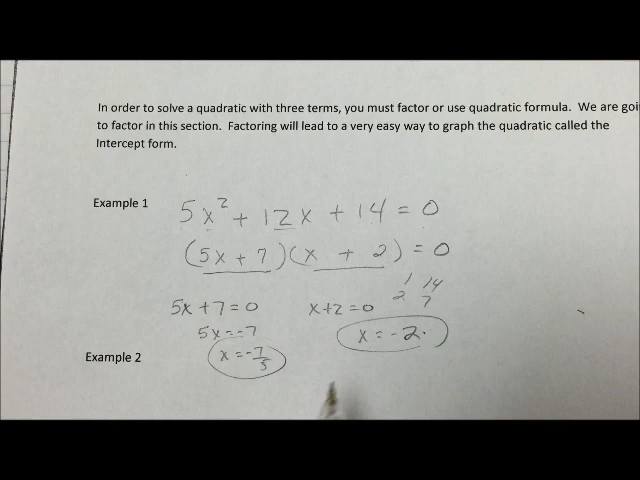 In order to solve a quadratic with three terms, you must factor or use quadratic formula. We are goi
to factor in this section. Factoring will lead to a very easy way to graph the quadratic called the
Intercept form.
Example 1
5x² + 12x + 14 = 0
(5x + 7)(x + 2) = 0
1 14
2 7
5x + 7 = 0
x + 2 = 0
5x = -7
x = -2.
x = -7/5
Example 2